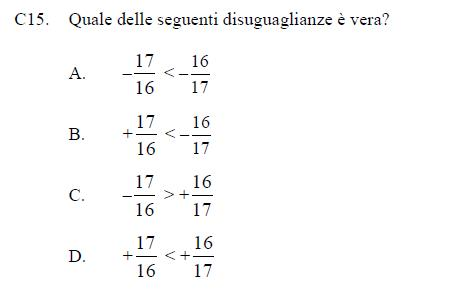 C15. Quale delle seguenti disuguaglianze è vera?
A. −17/16 < −16/17
B. +17/16 < −16/17
C. −17/16 > +16/17
D. +17/16 < +16/17